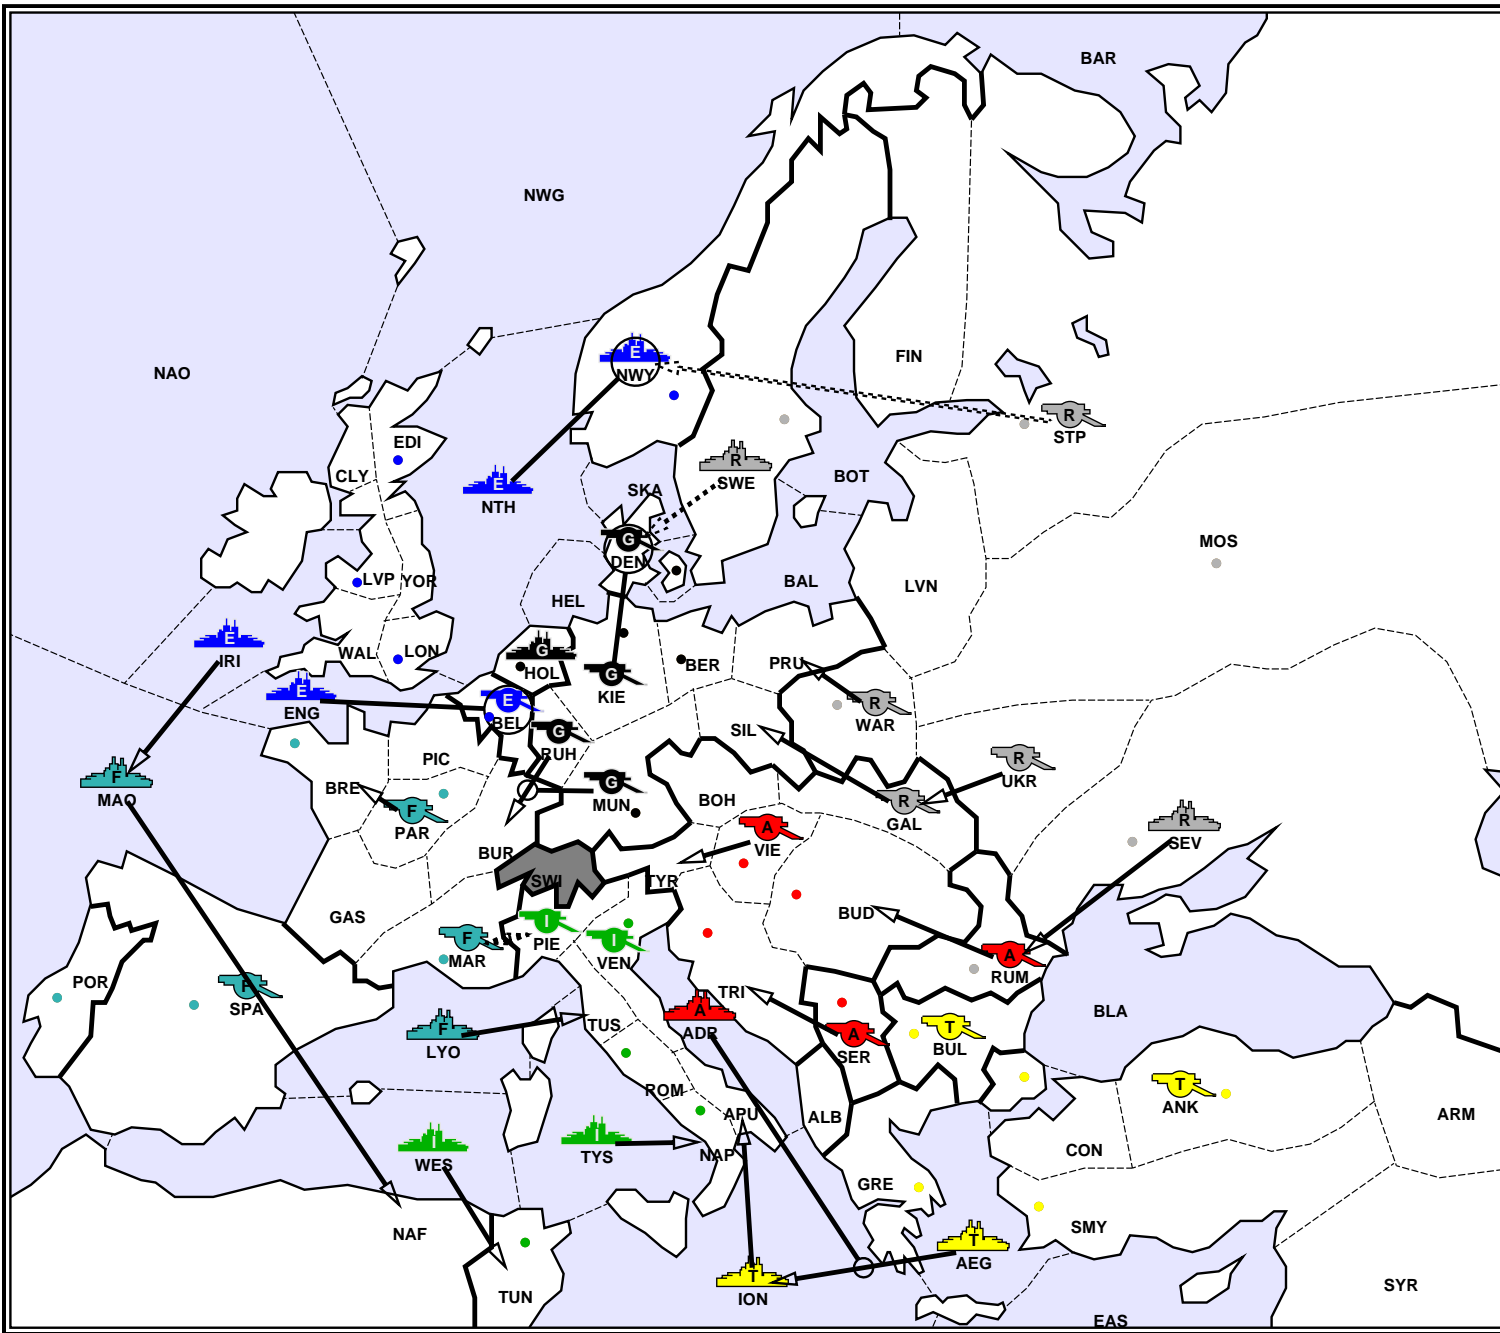 BAR
NWG
NAO
FIN
E
NWY
R
STP
EDI
CLY
R
SWE
BOT
E
NTH
SKA
MOS
G
DEN
LVP
YOR
BAL
LVN
HEL
E
IRI
WAL
LON
G
HOL
BER
PRU
G
KIE
E
ENG
E
BEL
R
WAR
G
RUH
SIL
PIC
R
UKR
F
MAO
BRE
F
PAR
G
MUN
BOH
R
GAL
R
SEV
A
VIE
BUR
SWI
TYR
GAS
BUD
F
MAR
I
PIE
I
VEN
A
RUM
POR
F
SPA
TRI
A
ADR
BLA
F
LYO
TUS
A
SER
T
BUL
ROM
T
ANK
APU
ALB
ARM
I
WES
I
TYS
NAP
CON
GRE
NAF
SMY
T
AEG
T
ION
TUN
SYR
EAS